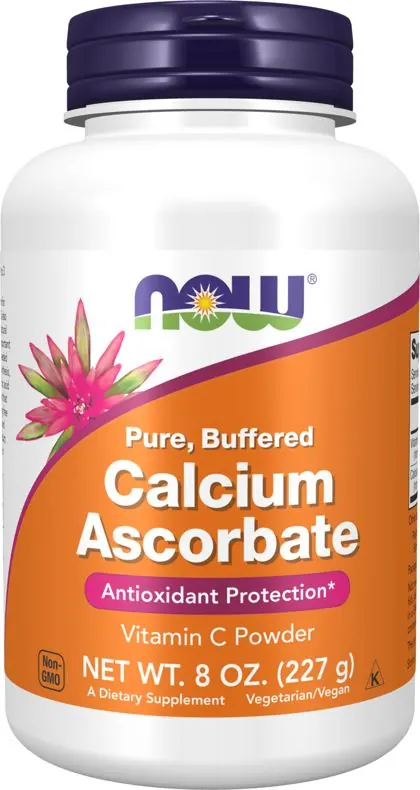 now®
Pure, Buffered
Calcium
Ascorbate
Antioxidant Protection*
Vitamin C Powder
Non-
GMO
NET WT. 8 OZ. (227 g)
A Dietary Supplement Vegetarian/Vegan
K